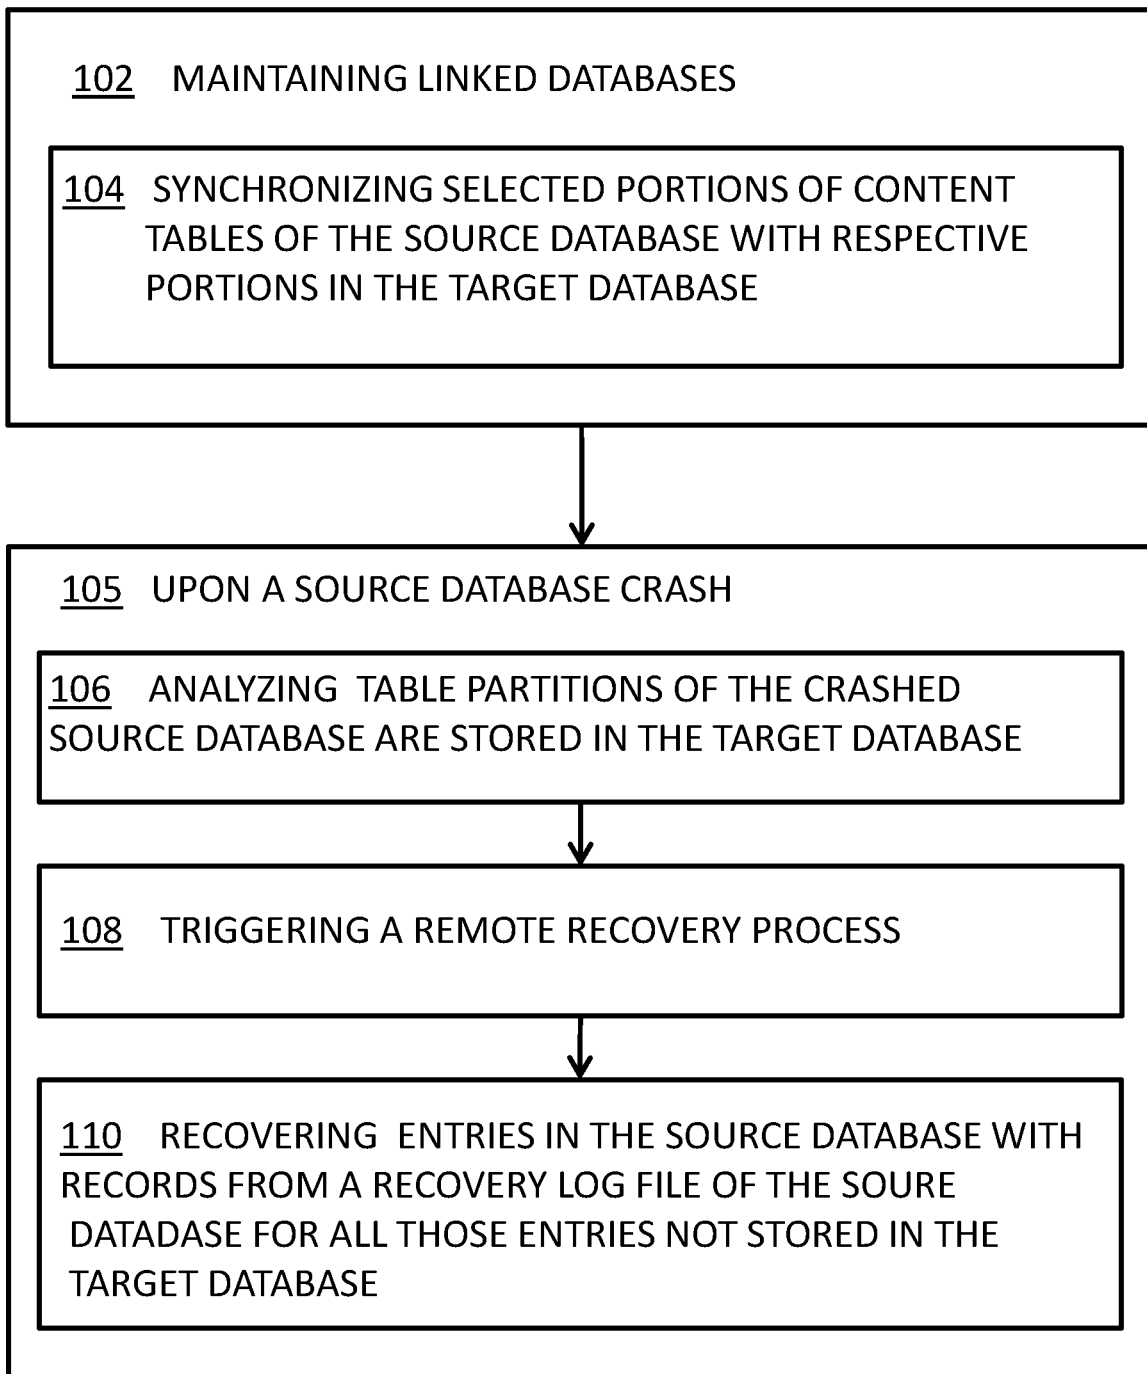 102 MAINTAINING LINKED DATABASES
104 SYNCHRONIZING SELECTED PORTIONS OF CONTENT
TABLES OF THE SOURCE DATABASE WITH RESPECTIVE
PORTIONS IN THE TARGET DATABASE
105 UPON A SOURCE DATABASE CRASH
106 ANALYZING TABLE PARTITIONS OF THE CRASHED
SOURCE DATABASE ARE STORED IN THE TARGET DATABASE
108 TRIGGERING A REMOTE RECOVERY PROCESS
110 RECOVERING ENTRIES IN THE SOURCE DATABASE WITH
RECORDS FROM A RECOVERY LOG FILE OF THE SOURE
DATADASE FOR ALL THOSE ENTRIES NOT STORED IN THE
TARGET DATABASE